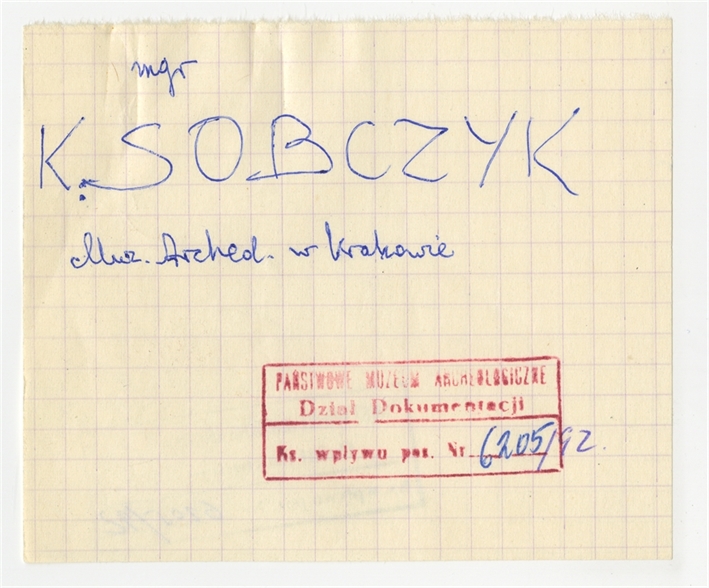 mgr
K. SOBCZYK
Muz. Archeol. w Krakowie
PAŃSTWOWE MUZEUM ARCHEOLOGICZNE
Dział Dokumentacji
Ks. wpływu poz. Nr 6205/92.